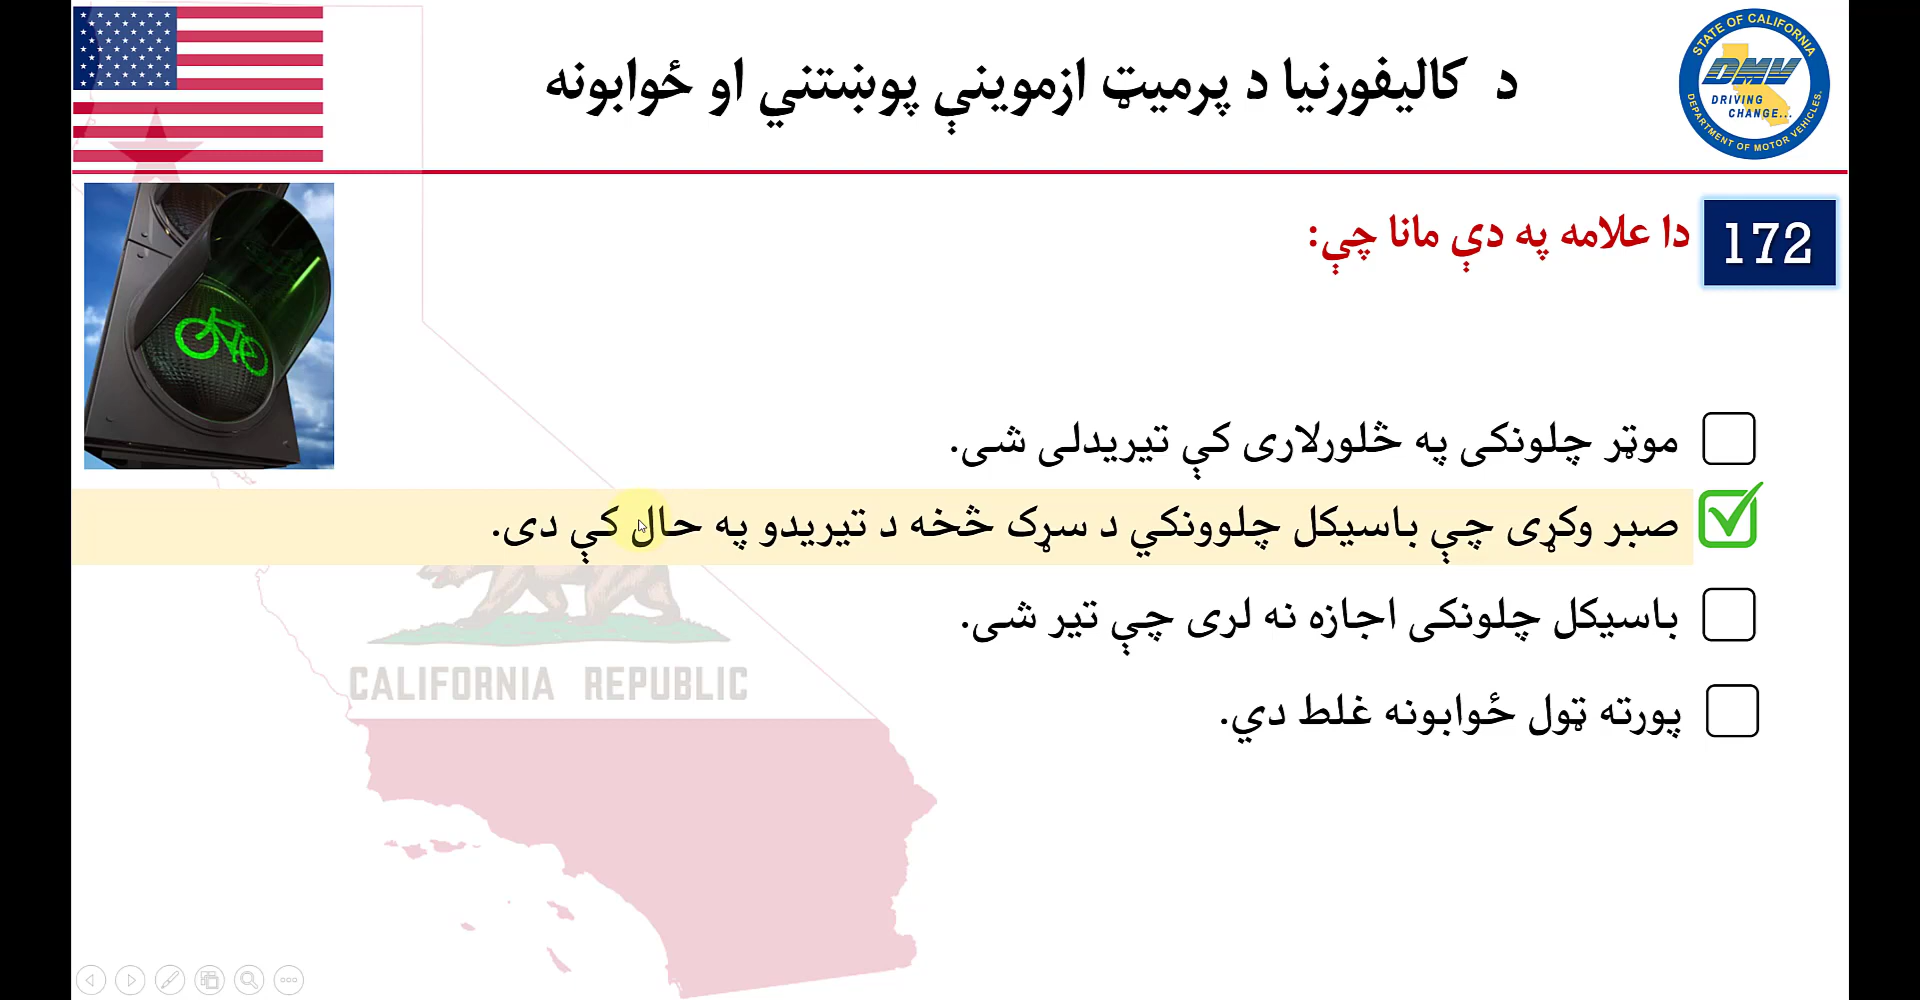 د کالیفورنیا د پرمیټ ازموینې پوښتنې او ځوابونه
STATE OF CALIFORNIA
DMV
DRIVING
CHANGE...
DEPARTMENT OF MOTOR VEHICLES
172
دا علامه په دې مانا چې:
موټر چلونکی په څلورلاری کې تیریدلی شی.
صبر وکړی چې باسیکل چلوونکي د سړک څخه د تیریدو په حال کې دی.
باسیکل چلونکی اجازه نه لری چې تیر شی.
پورته ټول ځوابونه غلط دي.
CALIFORNIA REPUBLIC